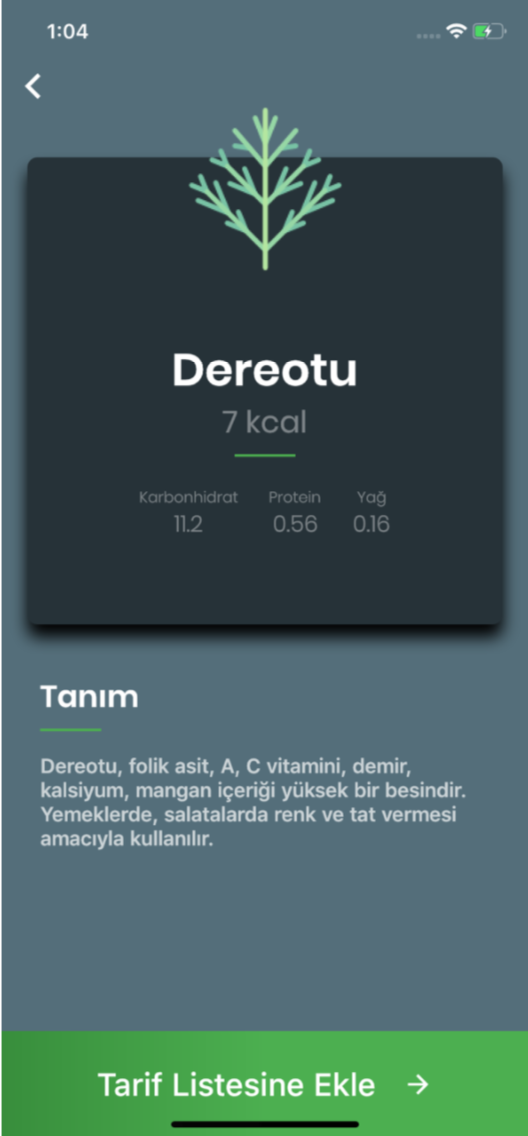 1:04
Dereotu
7 kcal
Karbonhidrat Protein Yağ
11.2 0.56 0.16
Tanım
Dereotu, folik asit, A, C vitamini, demir,
kalsiyum, mangan içeriği yüksek bir besindir.
Yemeklerde, salatalarda renk ve tat vermesi
amacıyla kullanılır.
Tarif Listesine Ekle →